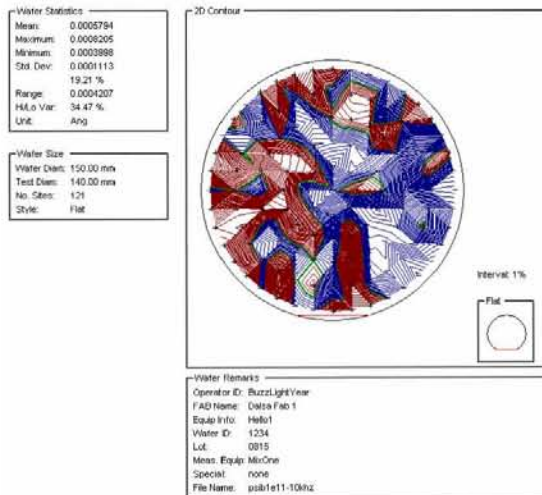 Wafer Statistics
Mean: 0.0005794
Maximum: 0.0008205
Minimum: 0.0003998
Std. Dev: 0.0001113
19.21 %
Range: 0.0004207
Hi/Lo Var: 34.47 %
Unit: Ang
Wafer Size
Wafer Diam: 150.00 mm
Test Diam: 140.00 mm
No. Sites: 121
Style: Flat
2D Contour
Interval: 1%
Flat
Wafer Remarks
Operator ID: BuzzLightYear
FAB Name: Dalsa Fab 1
Equip Info: Hello1
Wafer ID: 1234
Lot: 0815
Meas. Equip: MixOne
Special: none
File Name: psib1e11-10khz